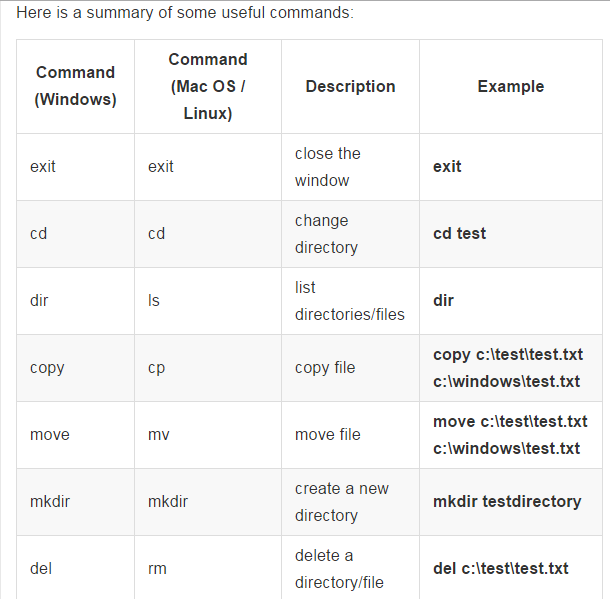 Here is a summary of some useful commands:
Command
(Windows)
Command
(Mac OS /
Linux)
Description
Example
exit
exit
close the
window
exit
cd
cd
change
directory
cd test
dir
ls
list
directories/files
dir
copy
cp
copy file
copy c:\test\test.txt
c:\windows\test.txt
move
mv
move file
move c:\test\test.txt
c:\windows\test.txt
mkdir
mkdir
create a new
directory
mkdir testdirectory
del
rm
delete a
directory/file
del c:\test\test.txt